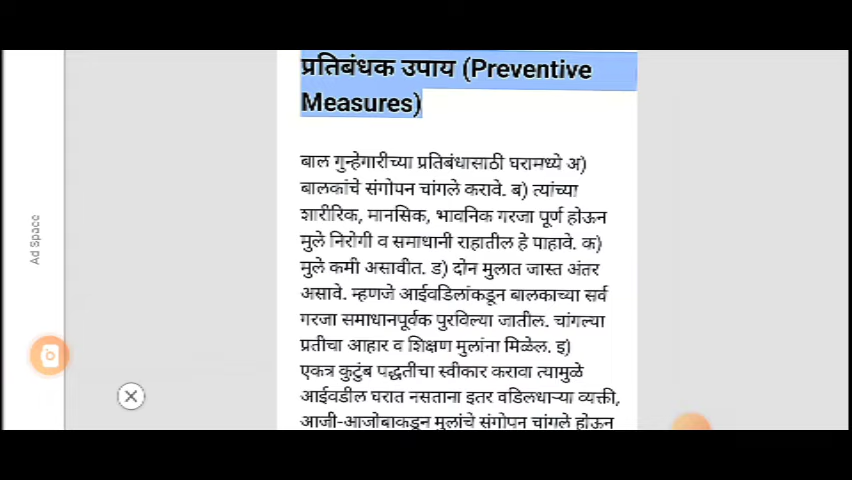 प्रतिबंधक उपाय (Preventive
Measures)
बाल गुन्हेगारीच्या प्रतिबंधासाठी घरामध्ये अ)
बालकांचे संगोपन चांगले करावे. ब) त्यांच्या
शारीरिक, मानसिक, भावनिक गरजा पूर्ण होऊन
मुले निरोगी व समाधानी राहातील हे पाहावे. क)
मुले कमी असावीत. ड) दोन मुलात जास्त अंतर
असावे. म्हणजे आईवडिलांकडून बालकाच्या सर्व
गरजा समाधानपूर्वक पुरविल्या जातील. चांगल्या
प्रतीचा आहार व शिक्षण मुलांना मिळेल. इ)
एकत्र कुटुंब पद्धतीचा स्वीकार करावा त्यामुळे
आईवडील घरात नसताना इतर वडिलधाऱ्या व्यक्ती,
आजी-आजोबाकडून मुलांचे संगोपन चांगले होऊन
Ad Space